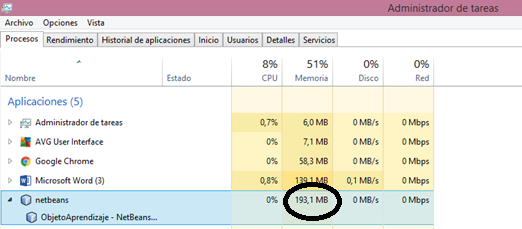 Administrador de tareas
Archivo Opciones Vista
Procesos Rendimiento Historial de aplicaciones Inicio Usuarios Detalles Servicios
8% 51% 0% 0%
Nombre Estado CPU Memoria Disco Red
Aplicaciones (5)
Administrador de tareas 0,7% 6,0 MB 0 MB/s 0 Mbps
AVG User Interface 0% 7,1 MB 0 MB/s 0 Mbps
Google Chrome 0% 58,3 MB 0 MB/s 0 Mbps
Microsoft Word (3) 0,8% 139,1 MB 0,1 MB/s 0 Mbps
netbeans 0% 193,1 MB 0 MB/s 0 Mbps
ObjetoAprendizaje - NetBeans...